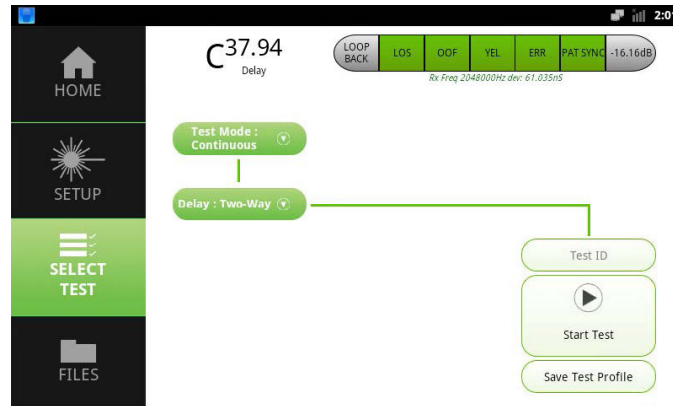 2:0
HOME
SETUP
SELECT
TEST
FILES
C37.94
Delay
LOOP
BACK
LOS
OOF
YEL
ERR
PAT SYNC
-16.16dB
Rx Freq 2048000Hz dev: 61.035nS
Test Mode :
Continuous
Delay : Two-Way
Test ID
Start Test
Save Test Profile